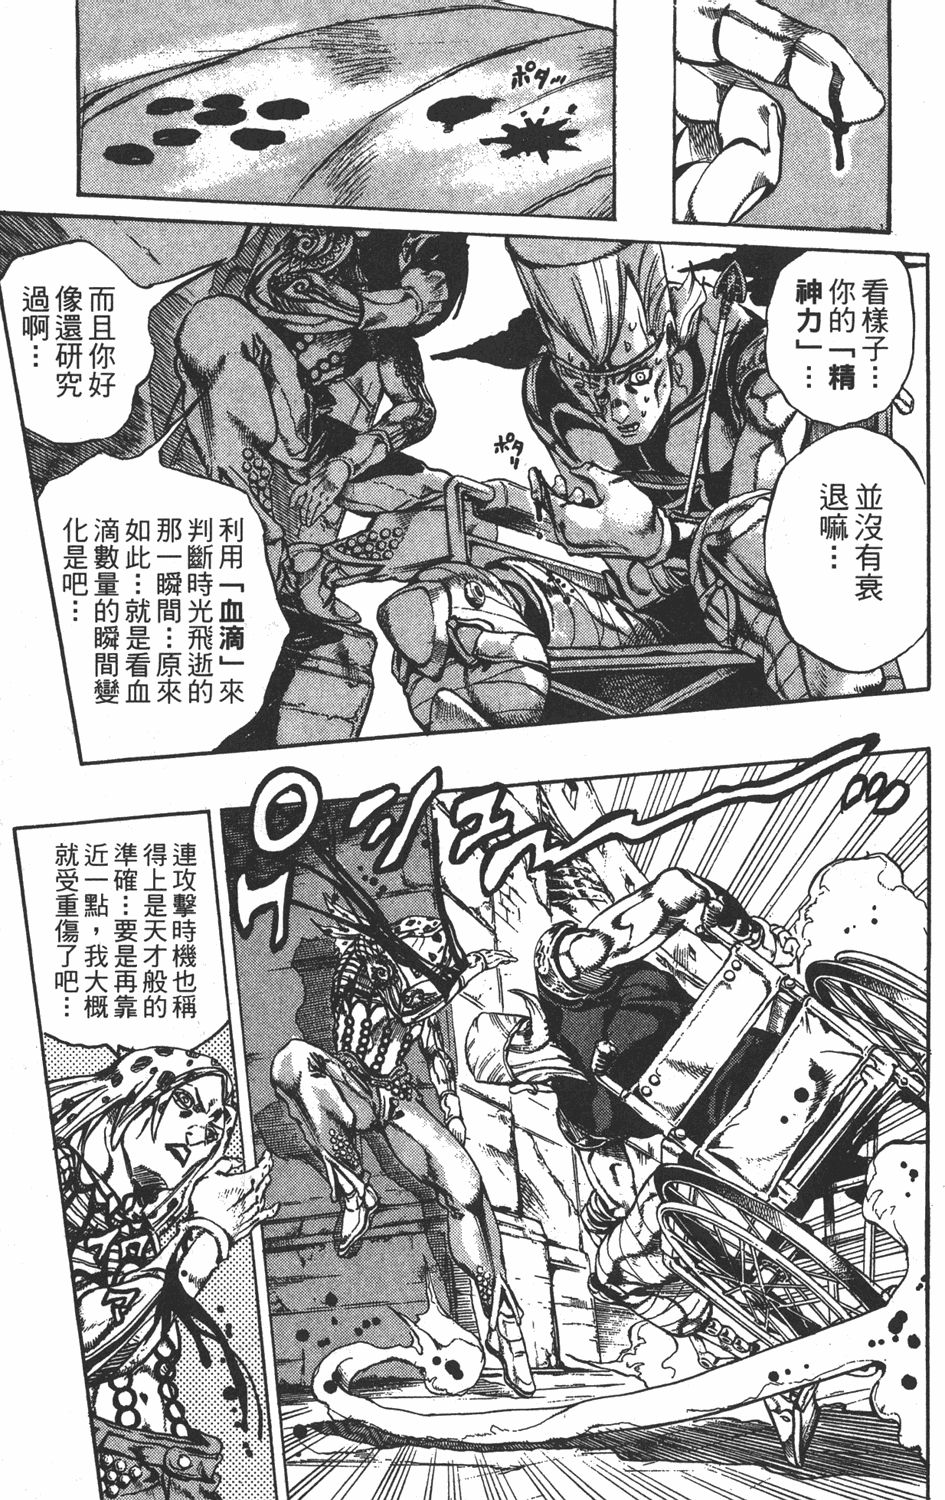 ポタッ
看樣子…
你的「精
神力」…
並沒有衰
退嘛…
ポタリ
而且你好
像還研究
過啊…
利用「血滴」來
判斷時光飛逝的
那一瞬間…原來
如此…就是看血
滴數量的瞬間變
化是吧…
連攻擊時機也稱
得上是天才般的
準確…要是再靠
近一點，我大概
就受重傷了吧…